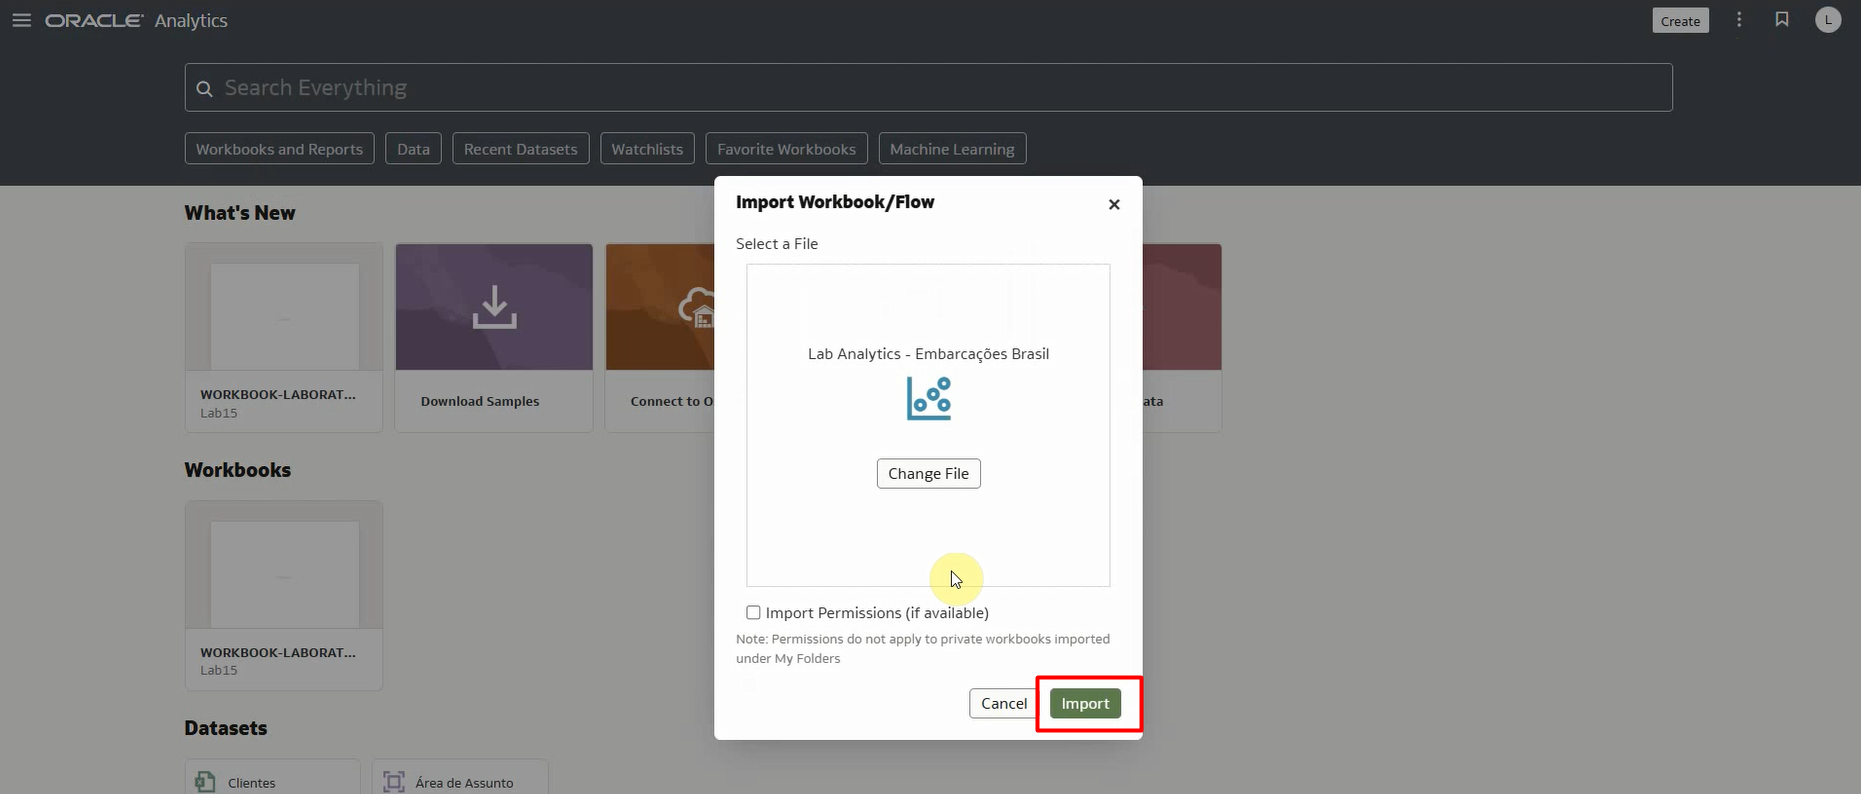 ORACLE Analytics
Create
L
Search Everything
Workbooks and Reports
Data
Recent Datasets
Watchlists
Favorite Workbooks
Machine Learning
Import Workbook/Flow
Select a File
Lab Analytics - Embarcações Brasil
Change File
Import Permissions (if available)
Note: Permissions do not apply to private workbooks imported
under My Folders
Cancel
Import
What's New
WORKBOOK-LABORAT...
Lab15
Download Samples
Connect to O
ata
Workbooks
WORKBOOK-LABORAT...
Lab15
Datasets
Clientes
Área de Assunto